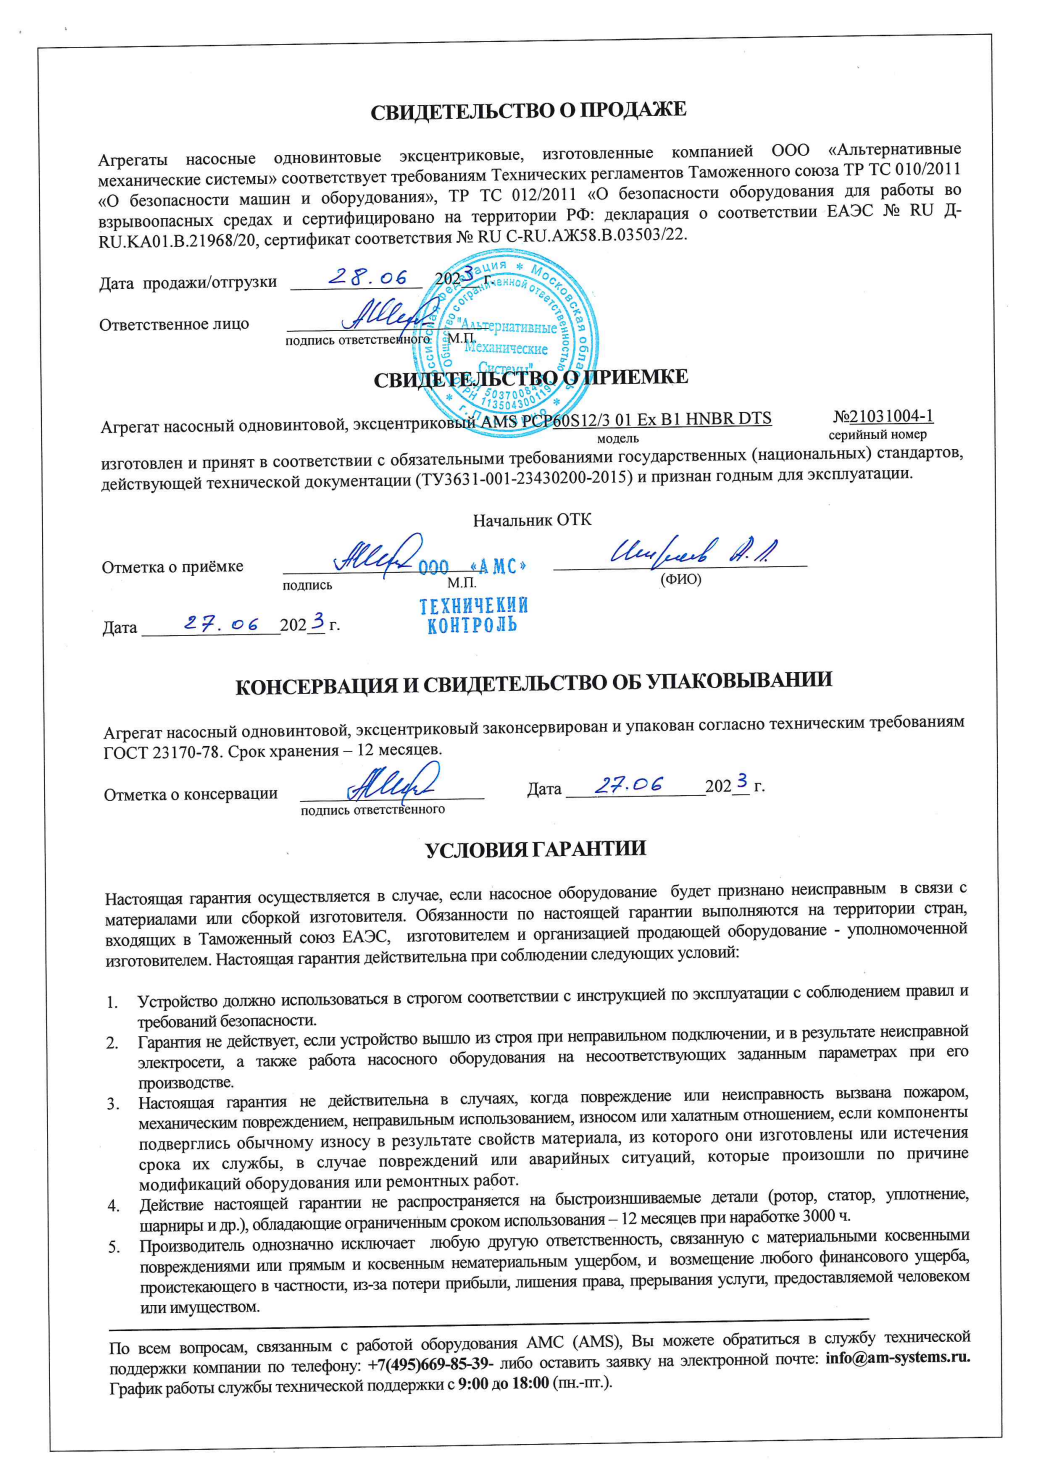 СВИДЕТЕЛЬСТВО О ПРОДАЖЕ
Агрегаты насосные одновинтовые эксцентриковые, изготовленные компанией ООО «Альтернативные
механические системы» соответствует требованиям Технических регламентов Таможенного союза ТР ТС 010/2011
«О безопасности машин и оборудования», ТР ТС 012/2011 «О безопасности оборудования для работы во
взрывоопасных средах и сертифицировано на территории РФ: декларация о соответствии ЕАЭС № RU Д-
RU.КА01.В.21968/20, сертификат соответствия № RU С-RU.АЖ58.В.03503/22.
Дата продажи/отгрузки 28.06 2023 г.
Ответственное лицо
подпись ответственного М.П.
Российская Федерация * Московская область *
Общество с ограниченной ответственностью
"Альтернативные
Механические
Системы"
СВИДЕТЕЛЬСТВО О ПРИЕМКЕ
Агрегат насосный одновинтовой, эксцентриковый AMS PCP60S12/3 01 Ex B1 HNBR DTS №21031004-1
модель серийный номер
изготовлен и принят в соответствии с обязательными требованиями государственных (национальных) стандартов,
действующей технической документации (ТУ3631-001-23430200-2015) и признан годным для эксплуатации.
Начальник ОТК
Отметка о приёмке ООО «АМС»
подпись М.П. (ФИО)
ТЕХНИЧЕКИЙ
КОНТРОЛЬ
Дата 27.06 2023 г.
КОНСЕРВАЦИЯ И СВИДЕТЕЛЬСТВО ОБ УПАКОВЫВАНИИ
Агрегат насосный одновинтовой, эксцентриковый законсервирован и упакован согласно техническим требованиям
ГОСТ 23170-78. Срок хранения – 12 месяцев.
Отметка о консервации Дата 27.06 2023 г.
подпись ответственного
УСЛОВИЯ ГАРАНТИИ
Настоящая гарантия осуществляется в случае, если насосное оборудование будет признано неисправным в связи с
материалами или сборкой изготовителя. Обязанности по настоящей гарантии выполняются на территории стран,
входящих в Таможенный союз ЕАЭС, изготовителем и организацией продающей оборудование - уполномоченной
изготовителем. Настоящая гарантия действительна при соблюдении следующих условий:
1. Устройство должно использоваться в строгом соответствии с инструкцией по эксплуатации с соблюдением правил и
требований безопасности.
2. Гарантия не действует, если устройство вышло из строя при неправильном подключении, и в результате неисправной
электросети, а также работа насосного оборудования на несоответствующих заданным параметрах при его
производстве.
3. Настоящая гарантия не действительна в случаях, когда повреждение или неисправность вызвана пожаром,
механическим повреждением, неправильным использованием, износом или халатным отношением, если компоненты
подверглись обычному износу в результате свойств материала, из которого они изготовлены или истечения
срока их службы, в случае повреждений или аварийных ситуаций, которые произошли по причине
модификаций оборудования или ремонтных работ.
4. Действие настоящей гарантии не распространяется на быстроизншиваемые детали (ротор, статор, уплотнение,
шарниры и др.), обладающие ограниченным сроком использования – 12 месяцев при наработке 3000 ч.
5. Производитель однозначно исключает любую другую ответственность, связанную с материальными косвенными
повреждениями или прямым и косвенным нематериальным ущербом, и возмещение любого финансового ущерба,
проистекающего в частности, из-за потери прибыли, лишения права, прерывания услуги, предоставляемой человеком
или имуществом.
По всем вопросам, связанным с работой оборудования АМС (AMS), Вы можете обратиться в службу технической
поддержки компании по телефону: +7(495)669-85-39- либо оставить заявку на электронной почте: info@am-systems.ru.
График работы службы технической поддержки с 9:00 до 18:00 (пн.-пт.).